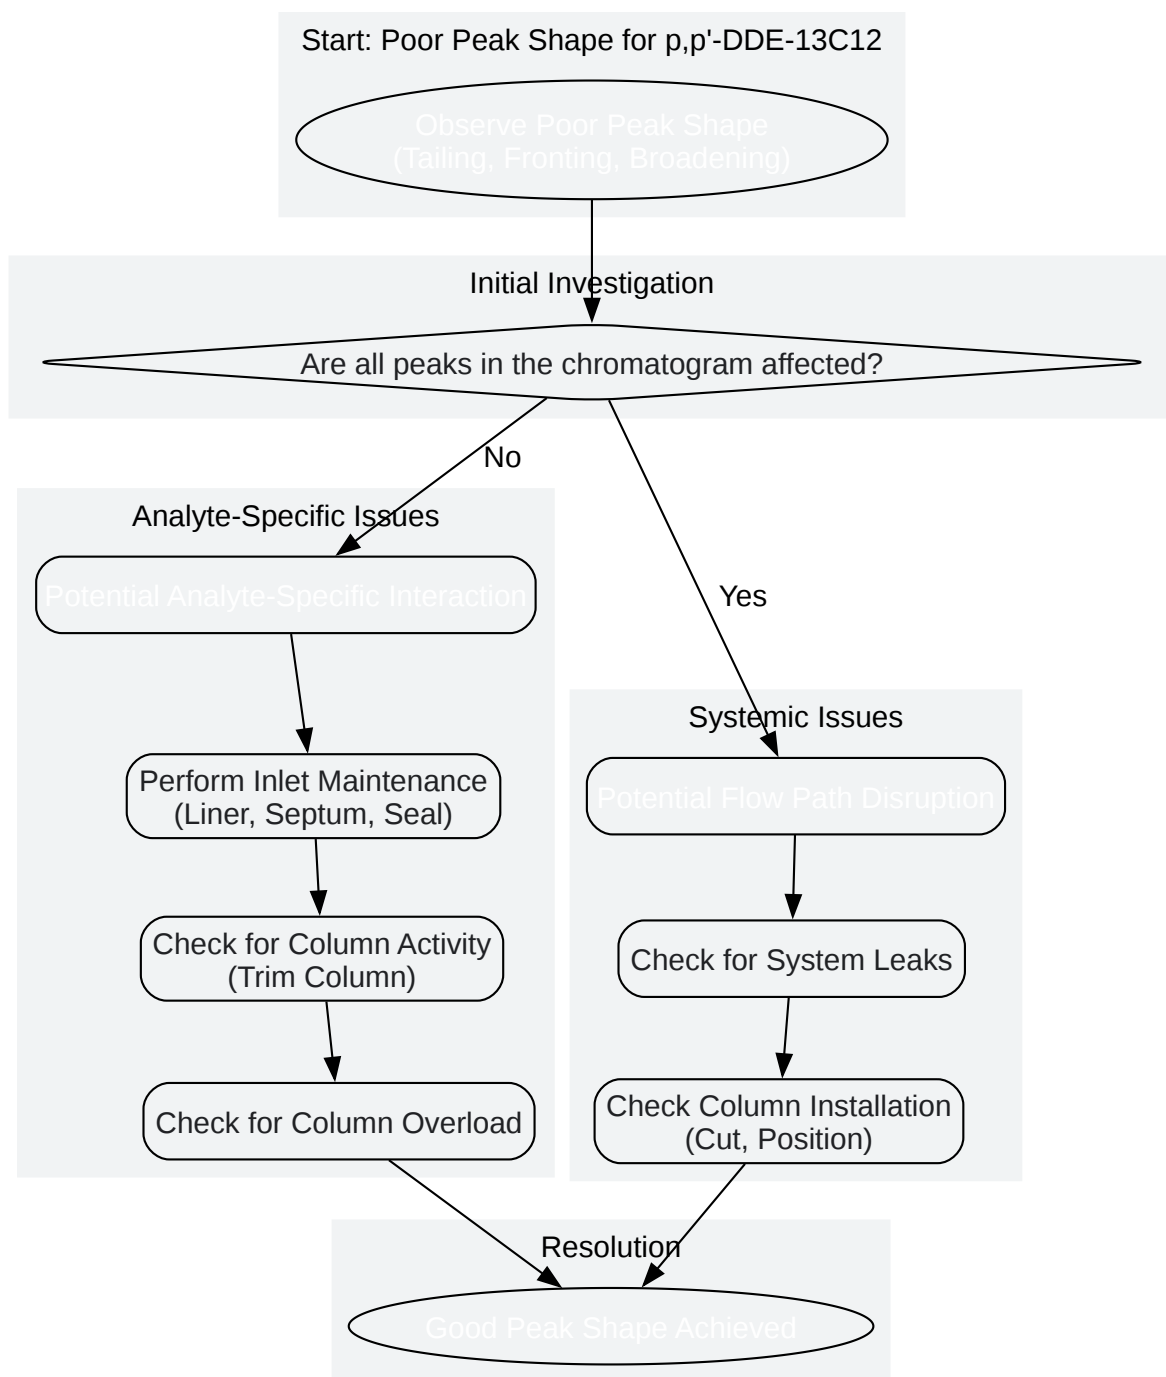 Start: Poor Peak Shape for p,p'-DDE-13C12
Observe Poor Peak Shape
(Tailing, Fronting, Broadening)
Initial Investigation
Are all peaks in the chromatogram affected?
No
Analyte-Specific Issues
Potential Analyte-Specific Interaction
Perform Inlet Maintenance
(Liner, Septum, Seal)
Check for Column Activity
(Trim Column)
Check for Column Overload
Yes
Systemic Issues
Potential Flow Path Disruption
Check for System Leaks
Check Column Installation
(Cut, Position)
Resolution
Good Peak Shape Achieved